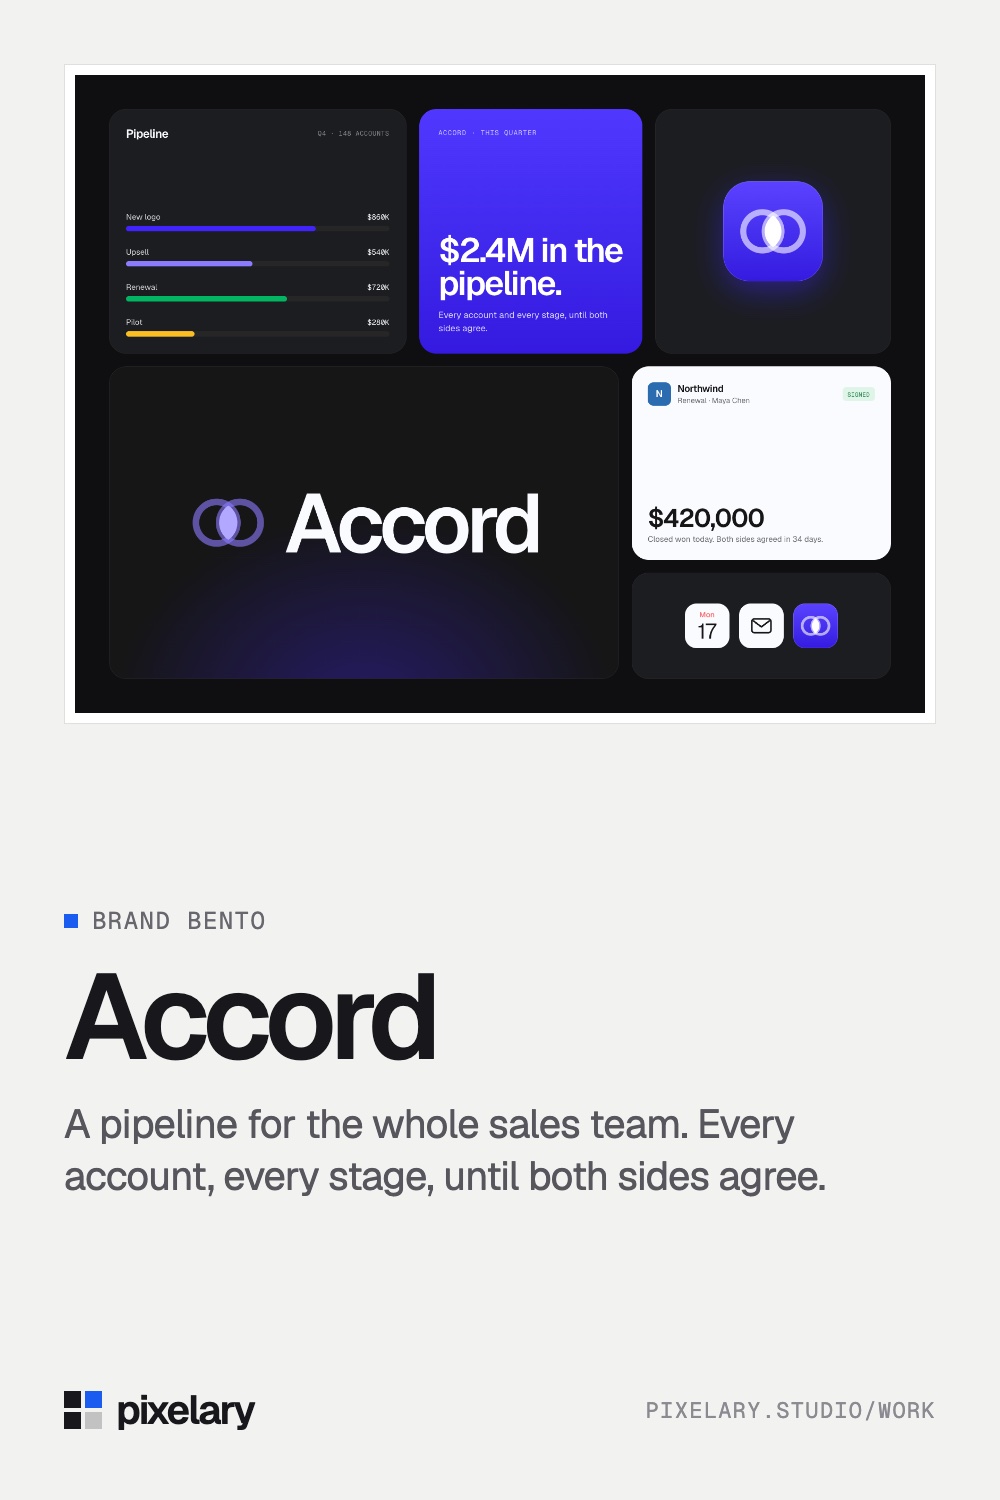 Pipeline
Q4 · 148 ACCOUNTS
New logo
$860K
Upsell
$540K
Renewal
$720K
Pilot
$280K
ACCORD · THIS QUARTER
$2.4M in the
pipeline.
Every account and every stage, until both
sides agree.
Accord
N
Northwind
Renewal · Maya Chen
SIGNED
$420,000
Closed won today. Both sides agreed in 34 days.
Mon
17
BRAND BENTO
Accord
A pipeline for the whole sales team. Every
account, every stage, until both sides agree.
pixelary
PIXELARY.STUDIO/WORK